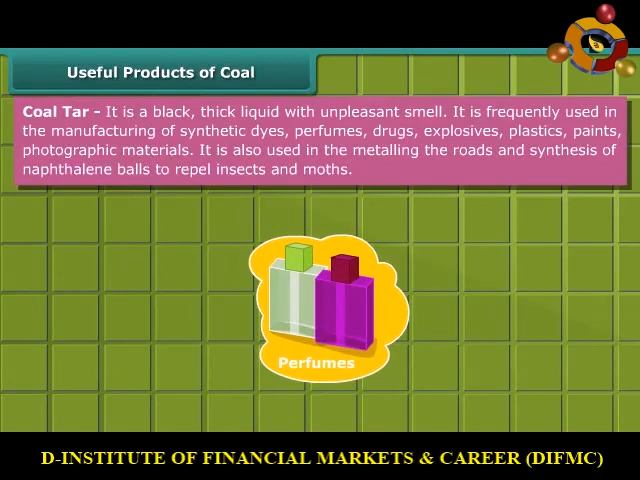 Useful Products of Coal
Coal Tar - It is a black, thick liquid with unpleasant smell. It is frequently used in
the manufacturing of synthetic dyes, perfumes, drugs, explosives, plastics, paints,
photographic materials. It is also used in the metalling the roads and synthesis of
naphthalene balls to repel insects and moths.
Perfumes
D-INSTITUTE OF FINANCIAL MARKETS & CAREER (DIFMC)